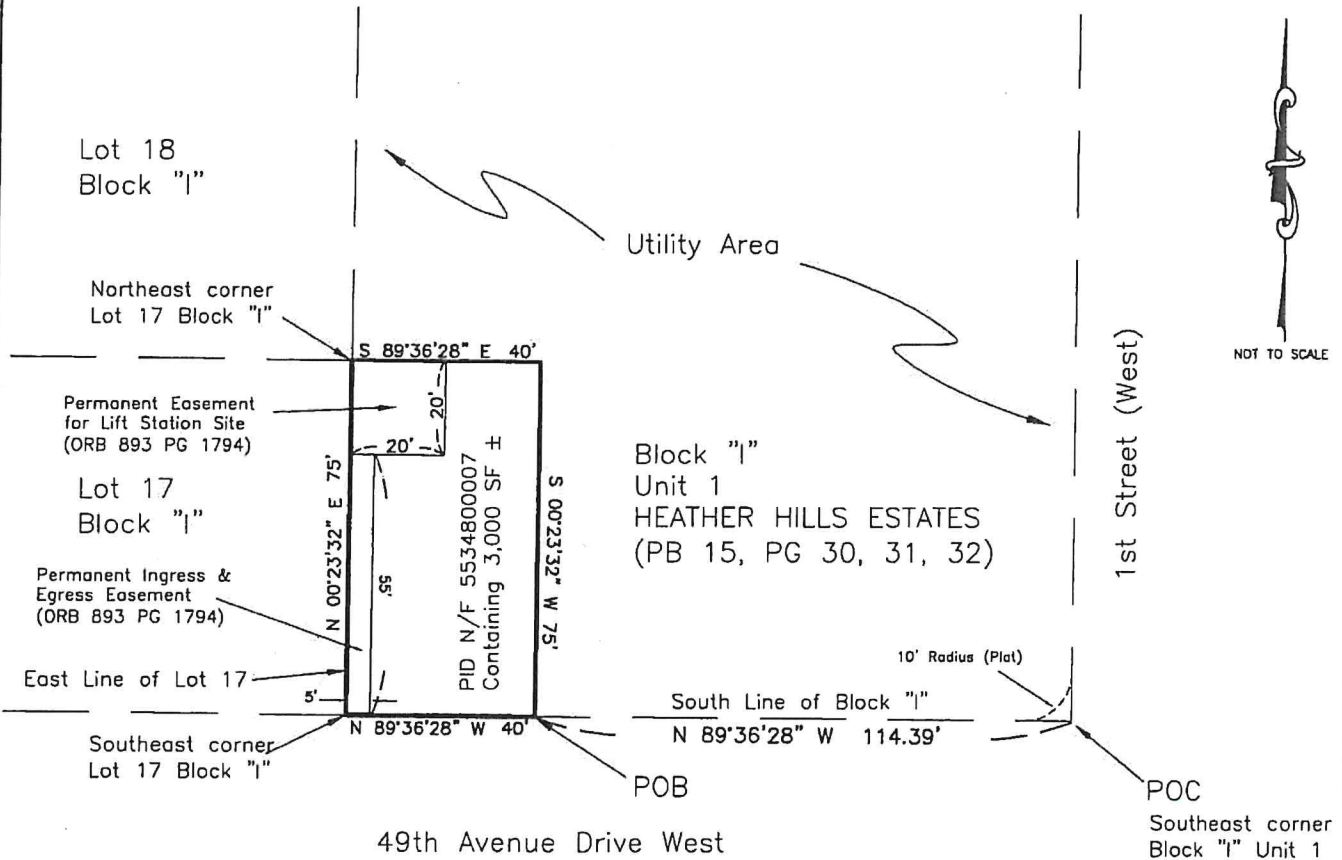 Lot 18
Block "I"
Utility Area
Northeast corner
Lot 17 Block "I"
NOT TO SCALE
S 89°36'28" E 40'
Permanent Easement
for Lift Station Site
(ORB 893 PG 1794)
20'
20'
Lot 17
Block "I"
N 00°23'32" E 75'
PID N/F 5534800007
Containing 3,000 SF ±
S 00°23'32" W 75'
Block "I"
Unit 1
HEATHER HILLS ESTATES
(PB 15, PG 30, 31, 32)
1st Street (West)
Permanent Ingress &
Egress Easement
(ORB 893 PG 1794)
55'
East Line of Lot 17
5'
10' Radius (Plat)
South Line of Block "I"
N 89°36'28" W 114.39'
N 89°36'28" W 40'
Southeast corner
Lot 17 Block "I"
POB
POC
Southeast corner
Block "I" Unit 1
49th Avenue Drive West